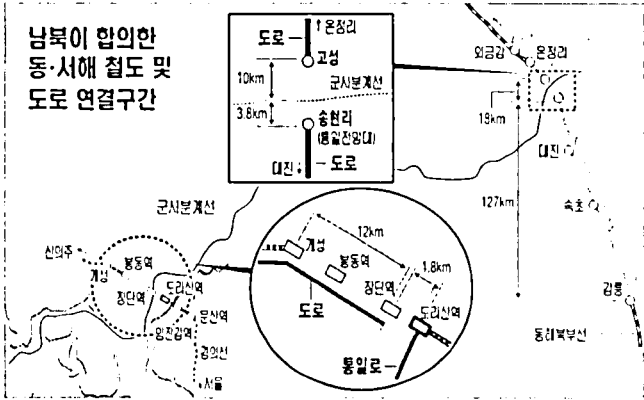 남북이 합의한
동·서해 철도 및
도로 연결구간
↑온정리
도로
고성
10km
군사분계선
3.8km
송현리
(통일전망대)
대진↓
도로
외금강
온정리
18km
대진
127km
속초
강릉
동해북부선
군사분계선
신의주
개성
봉동역
장단역
도라산역
임진강역
문산역
경의선
서울
12km
개성
봉동역
1.8km
장단역
도라산역
도로
통일로